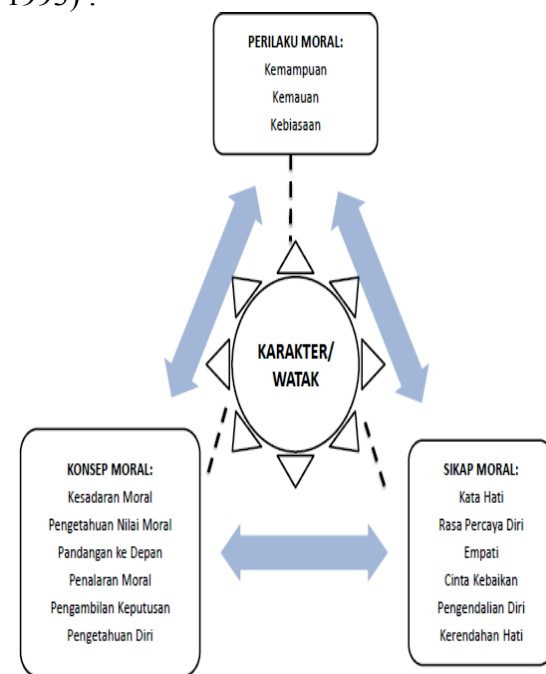 1993) .
PERILAKU MORAL:
Kemampuan
Kemauan
Kebiasaan
KARAKTER/
WATAK
KONSEP MORAL:
Kesadaran Moral
Pengetahuan Nilai Moral
Pandangan ke Depan
Penalaran Moral
Pengambilan Keputusan
Pengetahuan Diri
SIKAP MORAL:
Kata Hati
Rasa Percaya Diri
Empati
Cinta Kebaikan
Pengendalian Diri
Kerendahan Hati